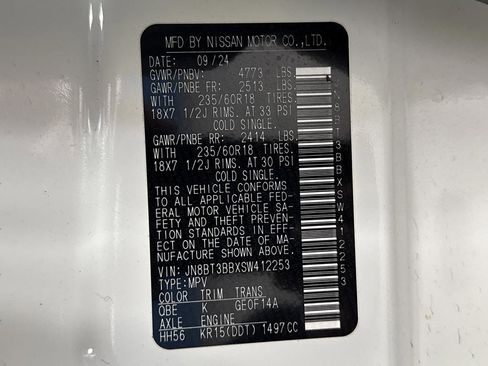 MFD BY NISSAN MOTOR CO.,LTD.
DATE: 09/24
GVWR/PNBV: 4773 LBS.
GAWR/PNBE FR: 2513 LBS.
WITH 235/60R18 TIRES.
18X7 1/2J RIMS. AT 33 PSI
COLD SINGLE.
GAWR/PNBE RR: 2414 LBS.
WITH 235/60R18 TIRES.
18X7 1/2J RIMS. AT 30 PSI
COLD SINGLE.
THIS VEHICLE CONFORMS
TO ALL APPLICABLE FED-
ERAL MOTOR VEHICLE SA-
FETY AND THEFT PREVEN-
TION STANDARDS IN EFF-
ECT ON THE DATE OF MA-
NUFACTURE SHOWN ABOVE.
VIN: JN8BT3BBXSW412253
TYPE: MPV
COLOR TRIM TRANS
QBE K GE0F14A
AXLE ENGINE
HH56 KR15(DDT) 1497CC
JN8BT3BBXSW412253